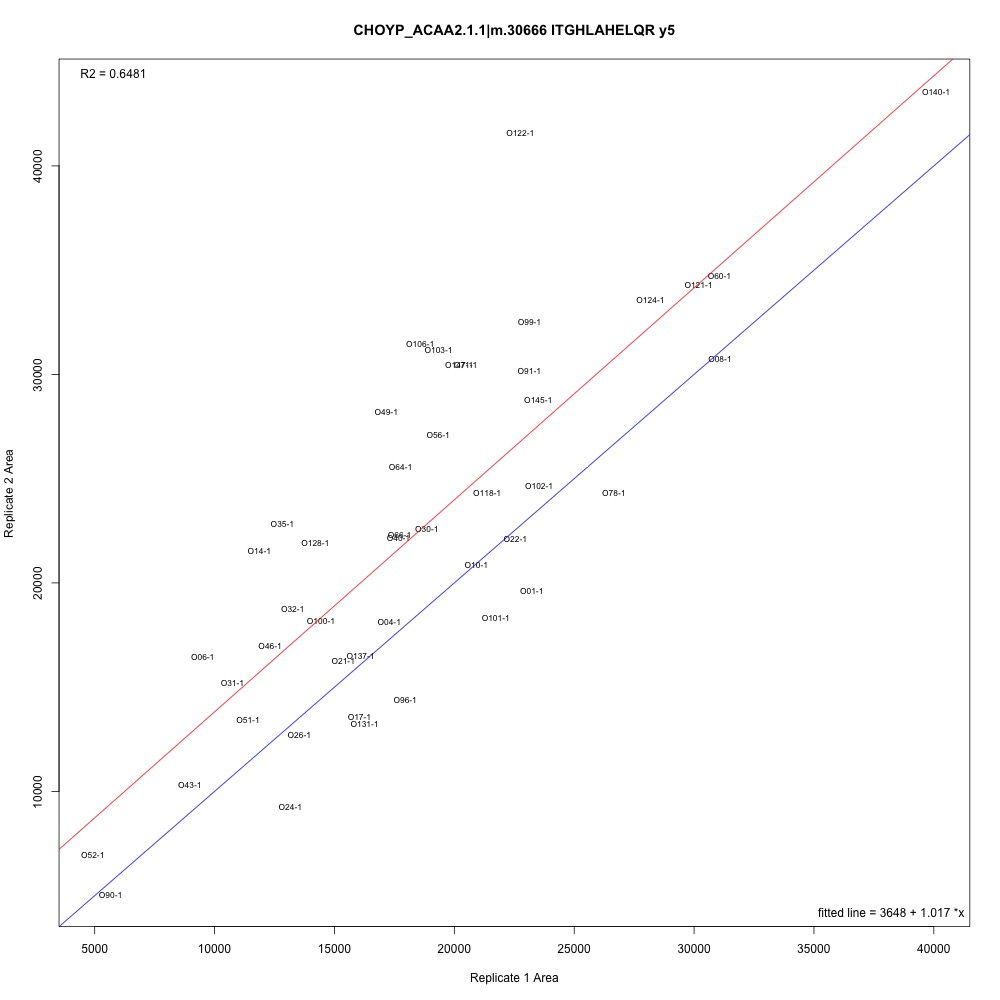 CHOYP_ACAA2.1.1|m.30666 ITGHLAHELQR y5
R2 = 0.6481
O140-1
O122-1
40000
O60-1
O121-1
O124-1
O99-1
O106-1
O103-1
O08-1
O91-1
30000
O145-1
O49-1
O56-1
O64-1
O102-1
O118-1
O78-1
O35-1
O30-1
O40-1
O22-1
O128-1
O14-1
O10-1
20000
O01-1
O32-1
O101-1
O100-1
O04-1
O46-1
O137-1
O06-1
O21-1
O31-1
O96-1
O17-1
O51-1
O131-1
O26-1
O43-1
10000
O24-1
O52-1
O90-1
fitted line = 3648 + 1.017 *x
5000 10000 15000 20000 25000 30000 35000 40000
Replicate 1 Area
Replicate 2 Area